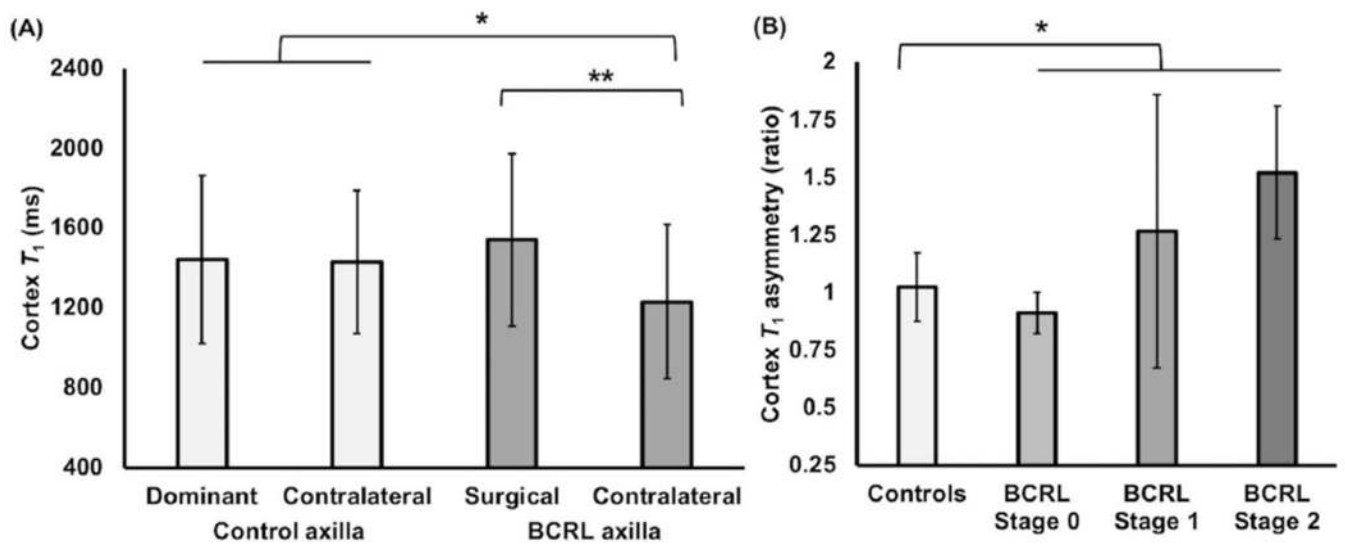 (A)
*
**
2400
2000
1600
1200
800
400
Cortex T1 (ms)
Dominant Contralateral Surgical Contralateral
Control axilla BCRL axilla
(B)
*
2
1.75
1.5
1.25
1
0.75
0.5
0.25
Cortex T1 asymmetry (ratio)
Controls BCRL BCRL BCRL
Stage 0 Stage 1 Stage 2